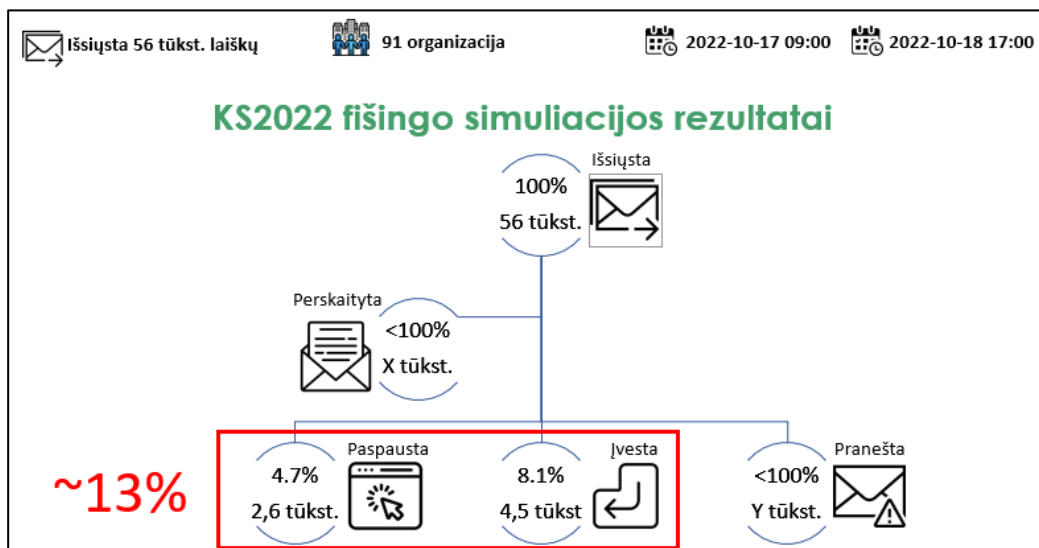 Išsiųsta 56 tūkst. laiškų
91 organizacija
2022-10-17 09:00
2022-10-18 17:00
KS2022 fišingo simuliacijos rezultatai
Išsiųsta
100%
56 tūkst.
Perskaityta
<100%
X tūkst.
~13%
Paspausta
4.7%
2,6 tūkst.
Įvesta
8.1%
4,5 tūkst
Pranešta
<100%
Y tūkst.